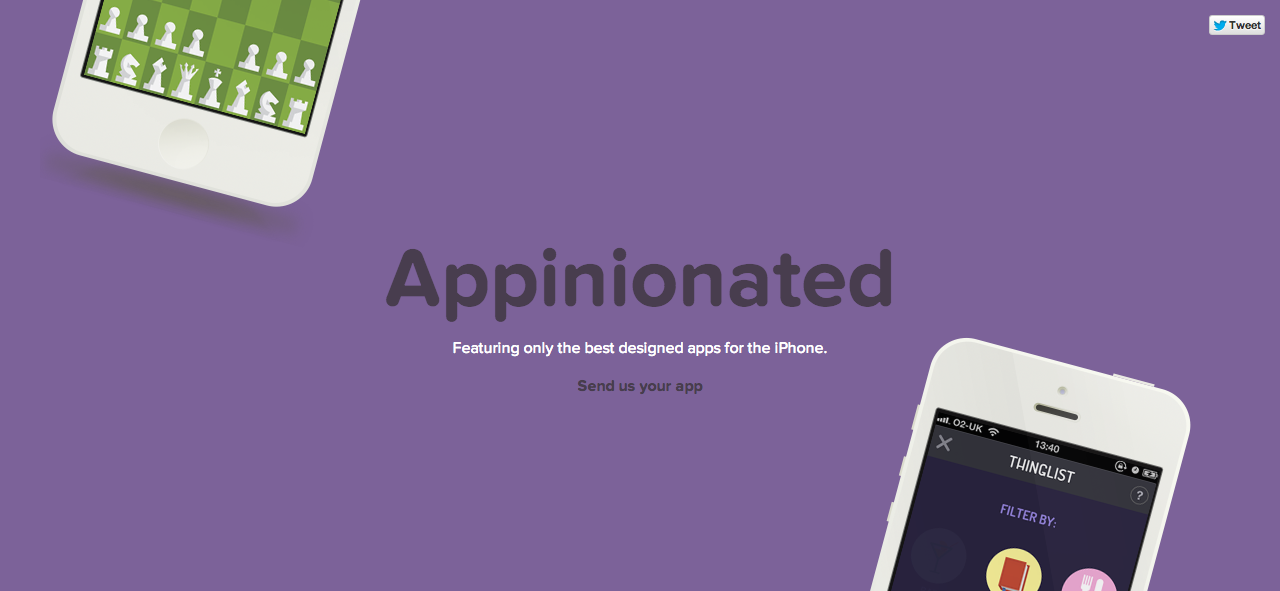 Tweet
Appinionated
Featuring only the best designed apps for the iPhone.
Send us your app
O2-UK
13:40
THINGLIST
?
FILTER BY: